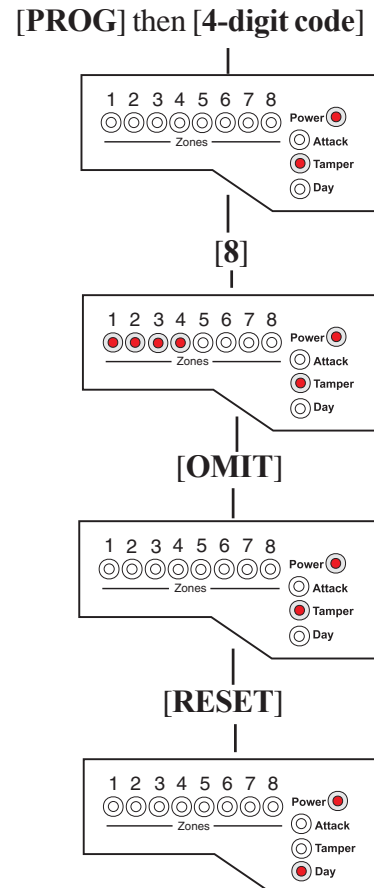 [PROG] then [4-digit code]
1 2 3 4 5 6 7 8
Power
Attack
Zones
Tamper
Day
[8]
1 2 3 4 5 6 7 8
Power
Attack
Zones
Tamper
Day
[OMIT]
1 2 3 4 5 6 7 8
Power
Attack
Zones
Tamper
Day
[RESET]
1 2 3 4 5 6 7 8
Power
Attack
Zones
Tamper
Day